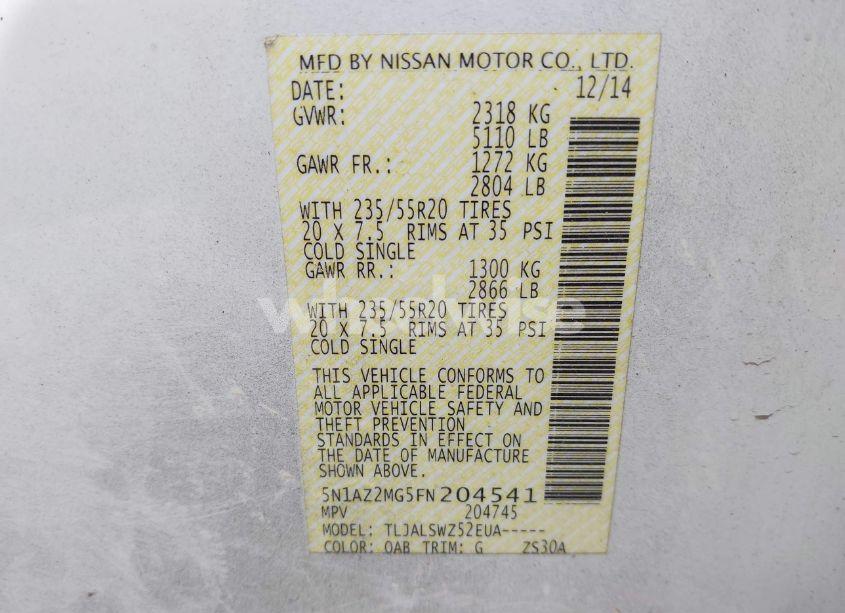 MFD BY NISSAN MOTOR CO., LTD.
DATE: 12/14
GVWR: 2318 KG
5110 LB
GAWR FR.: 1272 KG
2804 LB
WITH 235/55R20 TIRES
20 X 7.5 RIMS AT 35 PSI
COLD SINGLE
GAWR RR.: 1300 KG
2866 LB
WITH 235/55R20 TIRES
20 X 7.5 RIMS AT 35 PSI
COLD SINGLE
THIS VEHICLE CONFORMS TO
ALL APPLICABLE FEDERAL
MOTOR VEHICLE SAFETY AND
THEFT PREVENTION
STANDARDS IN EFFECT ON
THE DATE OF MANUFACTURE
SHOWN ABOVE.
5N1AZ2MG5FN204541
MPV 204745
MODEL: TLJALSWZ52EUA-----
COLOR: QAB TRIM: G ZS30A